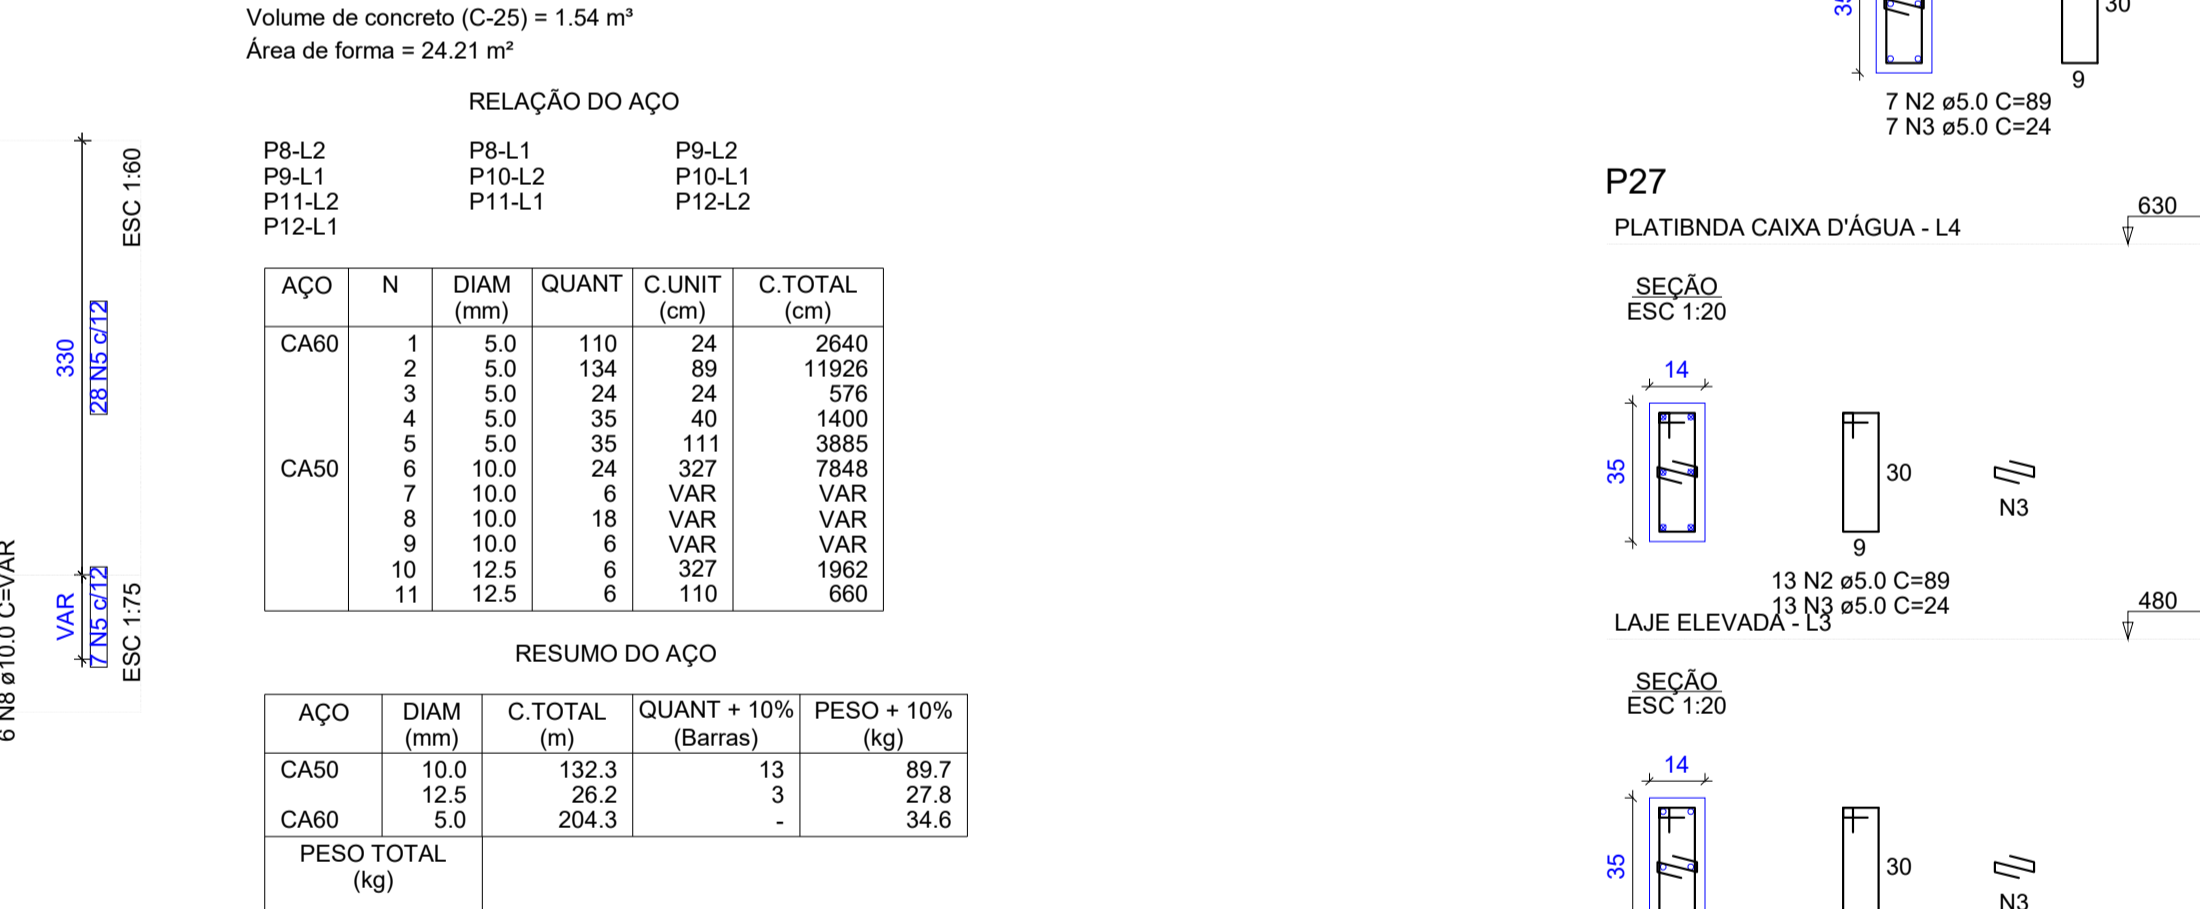 Volume de concreto (C-25) = 1.54 m³
Área de forma = 24.21 m²
RELAÇÃO DO AÇO
P8-L2 P8-L1 P9-L2
P9-L1 P10-L2 P10-L1
P11-L2 P11-L1 P12-L2
P12-L1
AÇO N DIAM QUANT C.UNIT C.TOTAL
(mm) (cm) (cm)
CA60 1 5.0 110 24 2640
2 5.0 134 89 11926
3 5.0 24 24 576
4 5.0 35 40 1400
5 5.0 35 111 3885
CA50 6 10.0 24 327 7848
7 10.0 6 VAR VAR
8 10.0 18 VAR VAR
9 10.0 6 VAR VAR
10 12.5 6 327 1962
11 12.5 6 110 660
RESUMO DO AÇO
AÇO DIAM C.TOTAL QUANT + 10% PESO + 10%
(mm) (m) (Barras) (kg)
CA50 10.0 132.3 13 89.7
12.5 26.2 3 27.8
CA60 5.0 204.3 - 34.6
PESO TOTAL
(kg)
6 N8 ø10.0 C=VAR
330
28 N5 c/12
ESC 1:60
VAR
7 N5 c/12
ESC 1:75
35
30
9
7 N2 ø5.0 C=89
7 N3 ø5.0 C=24
P27
630
PLATIBNDA CAIXA D'ÁGUA - L4
SEÇÃO
ESC 1:20
14
35
30
N3
9
13 N2 ø5.0 C=89
13 N3 ø5.0 C=24
480
LAJE ELEVADA - L3
SEÇÃO
ESC 1:20
14
35
30
N3